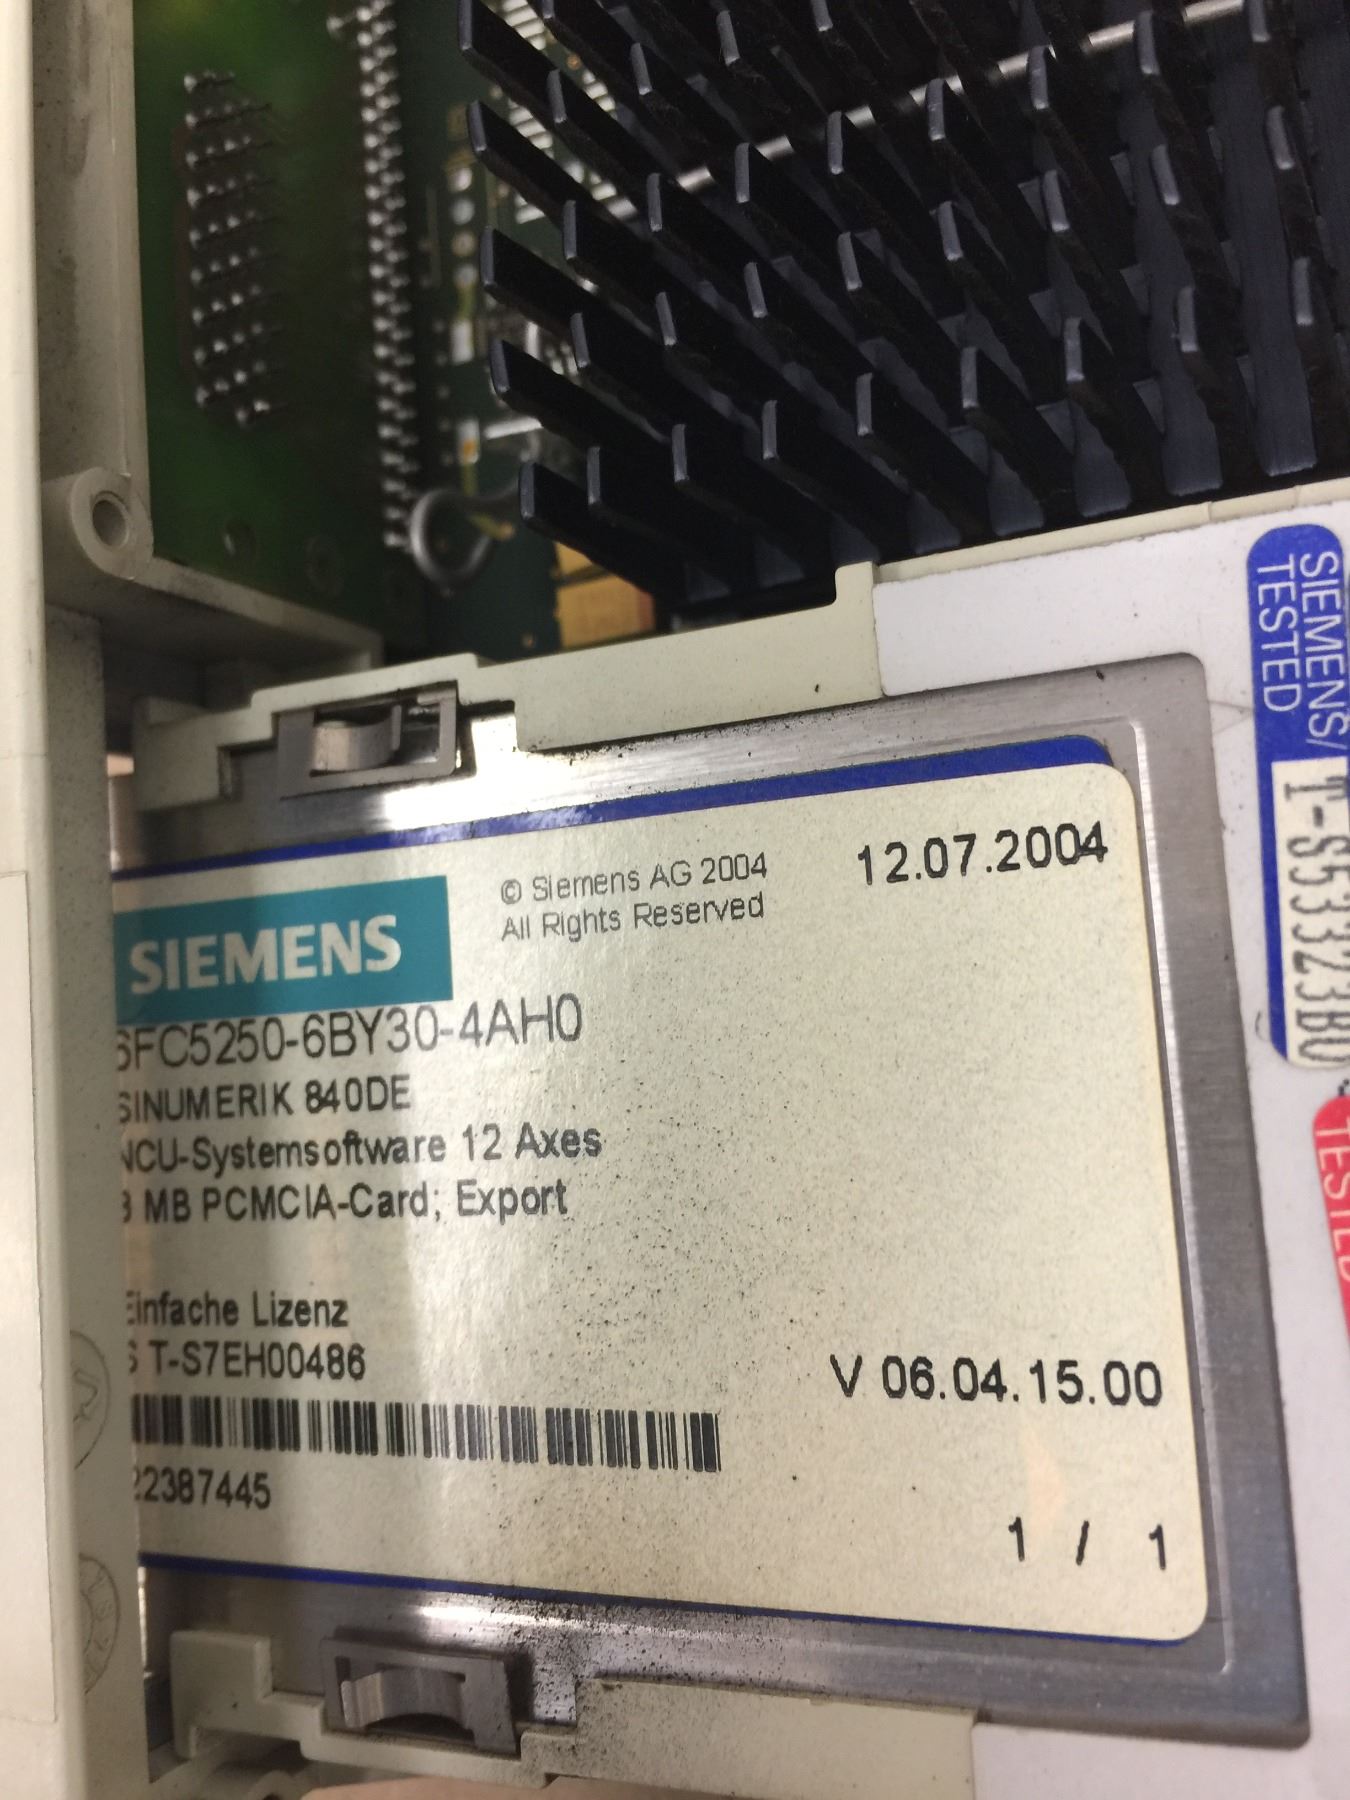 © Siemens AG 2004
All Rights Reserved
12.07.2004
SIEMENS
6FC5250-6BY30-4AH0
SINUMERIK 840DE
NCU-Systemsoftware 12 Axes
8 MB PCMCIA-Card; Export
Einfache Lizenz
S T-S7EH00486
V 06.04.15.00
22387445
1 / 1
SIEMENS/
TESTED
T-S53323B0
TESTED